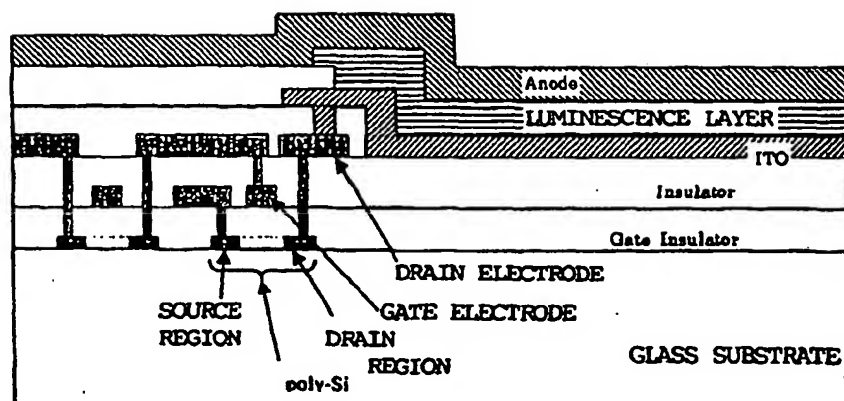 Anode
LUMINESCENCE LAYER
ITO
Insulator
Gate Insulator
DRAIN ELECTRODE
SOURCE
REGION
GATE ELECTRODE
DRAIN
REGION
poly-Si
GLASS SUBSTRATE